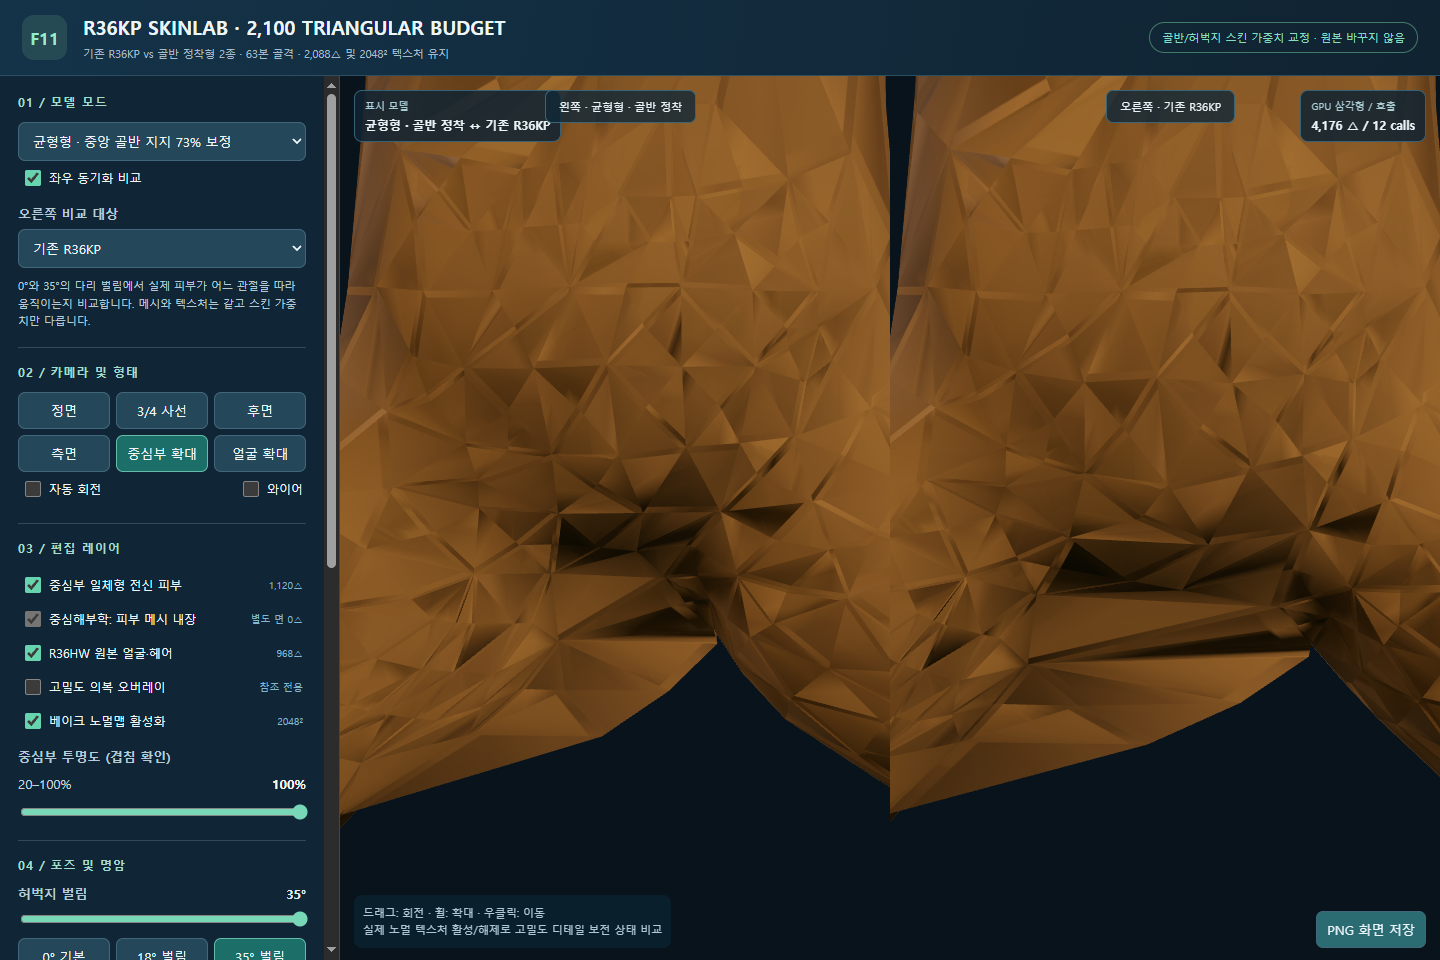 F11
R36KP SKINLAB · 2,100 TRIANGULAR BUDGET
기존 R36KP vs 골반 정착형 2종 · 63본 골격 · 2,088△ 및 2048² 텍스처 유지
골반/허벅지 스킨 가중치 교정 · 원본 바꾸지 않음
01 / 모델 모드
균형형 · 중앙 골반 지지 73% 보정
좌우 동기화 비교
오른쪽 비교 대상
기존 R36KP
0°와 35°의 다리 벌림에서 실제 피부가 어느 관절을 따라
움직이는지 비교합니다. 메시와 텍스처는 같고 스킨 가중
치만 다릅니다.
02 / 카메라 및 형태
정면
3/4 사선
후면
측면
중심부 확대
얼굴 확대
자동 회전
와이어
03 / 편집 레이어
중심부 일체형 전신 피부
1,120△
중심해부학: 피부 메시 내장
별도 면 0△
R36HW 원본 얼굴·헤어
968△
고밀도 의복 오버레이
참조 전용
베이크 노멀맵 활성화
2048²
중심부 투명도 (겹침 확인)
20–100%
100%
04 / 포즈 및 명암
허벅지 벌림
35°
0° 기본
18° 벌림
35° 벌림
표시 모델
균형형 · 골반 정착 ↔ 기존 R36KP
왼쪽 · 균형형 · 골반 정착
오른쪽 · 기존 R36KP
GPU 삼각형 / 호출
4,176 △ / 12 calls
드래그: 회전 · 휠: 확대 · 우클릭: 이동
실제 노멀 텍스처 활성/해제로 고밀도 디테일 보전 상태 비교
PNG 화면 저장